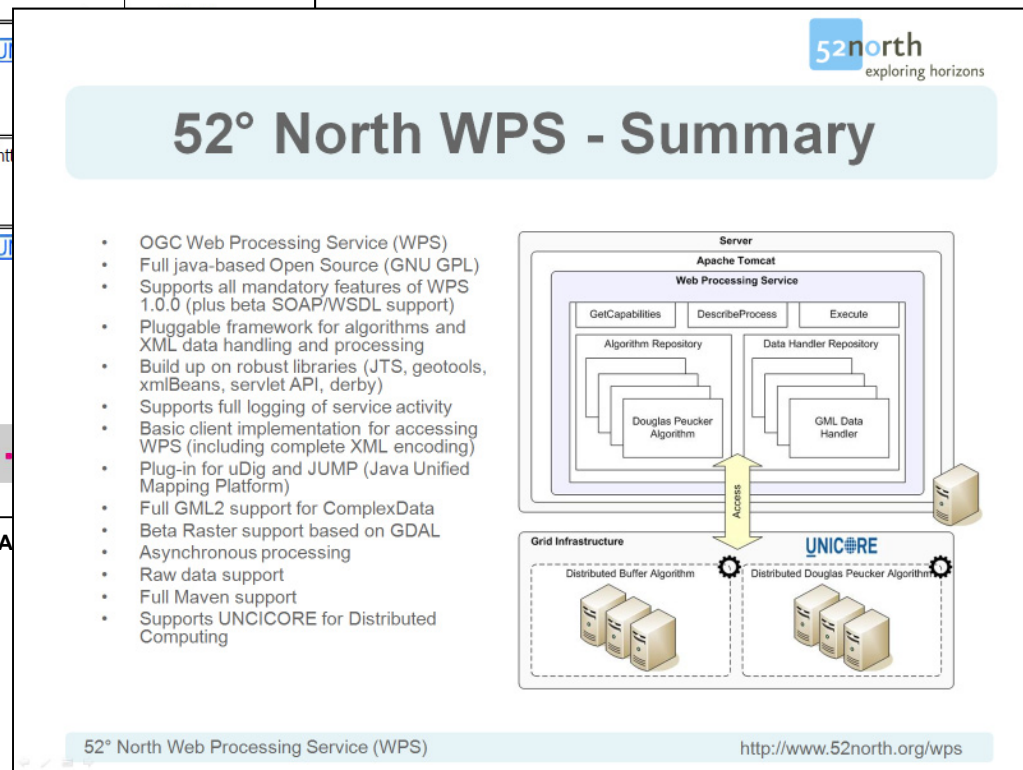 52north
exploring horizons
52° North WPS - Summary
• OGC Web Processing Service (WPS)
• Full java-based Open Source (GNU GPL)
• Supports all mandatory features of WPS
1.0.0 (plus beta SOAP/WSDL support)
• Pluggable framework for algorithms and
XML data handling and processing
• Build up on robust libraries (JTS, geotools,
xmlBeans, servlet API, derby)
• Supports full logging of service activity
• Basic client implementation for accessing
WPS (including complete XML encoding)
• Plug-in for uDig and JUMP (Java Unified
Mapping Platform)
• Full GML2 support for ComplexData
• Beta Raster support based on GDAL
• Asynchronous processing
• Raw data support
• Full Maven support
• Supports UNCICORE for Distributed
Computing
Server
Apache Tomcat
Web Processing Service
GetCapabilities
DescribeProcess
Execute
Algorithm Repository
Data Handler Repository
Douglas Peucker
Algorithm
GML Data
Handler
Access
Grid Infrastructure
UNICORE
Distributed Buffer Algorithm
Distributed Douglas Peucker Algorithm
52° North Web Processing Service (WPS)
http://www.52north.org/wps